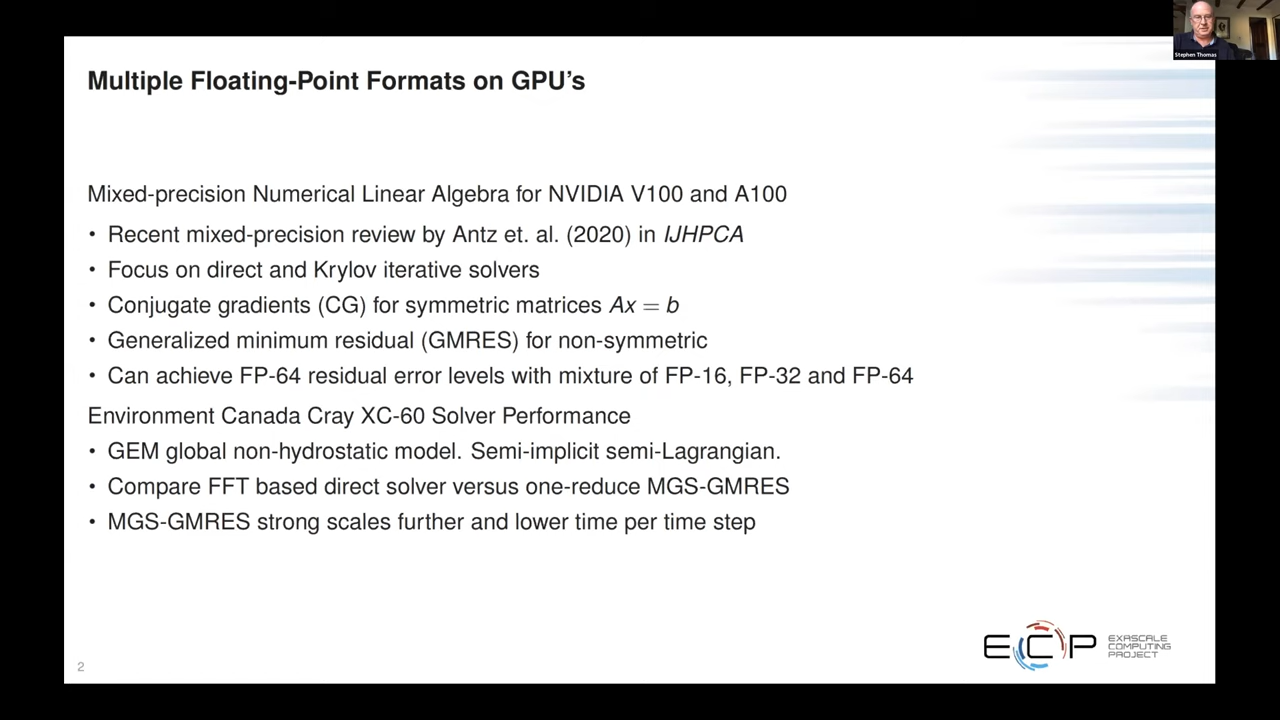 Stephen Thomas
Multiple Floating-Point Formats on GPU's
Mixed-precision Numerical Linear Algebra for NVIDIA V100 and A100
• Recent mixed-precision review by Antz et. al. (2020) in IJHPCA
• Focus on direct and Krylov iterative solvers
• Conjugate gradients (CG) for symmetric matrices Ax = b
• Generalized minimum residual (GMRES) for non-symmetric
• Can achieve FP-64 residual error levels with mixture of FP-16, FP-32 and FP-64
Environment Canada Cray XC-60 Solver Performance
• GEM global non-hydrostatic model. Semi-implicit semi-Lagrangian.
• Compare FFT based direct solver versus one-reduce MGS-GMRES
• MGS-GMRES strong scales further and lower time per time step
2
ECP
EXASCALE
COMPUTING
PROJECT